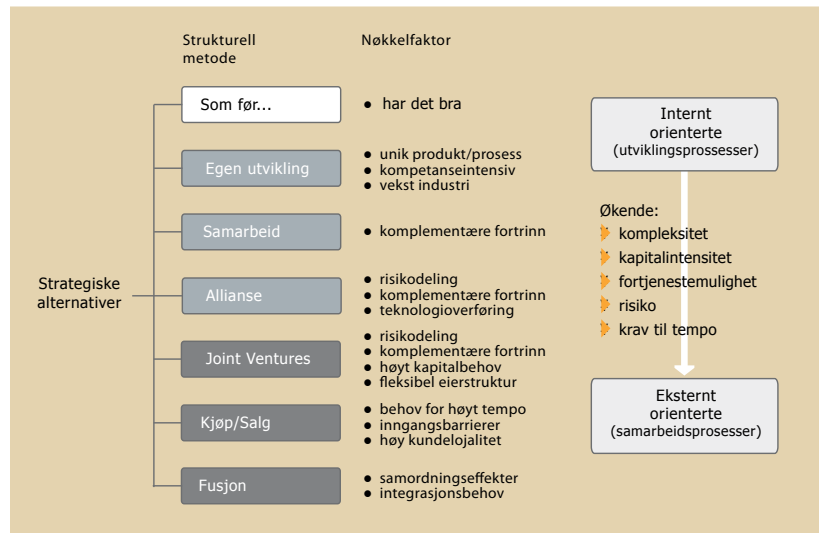 Strukturell
metode
Nøkkelfaktor
Strategiske
alternativer
Som før...
• har det bra
Egen utvikling
• unik produkt/prosess
• kompetanseintensiv
• vekst industri
Samarbeid
• komplementære fortrinn
Allianse
• risikodeling
• komplementære fortrinn
• teknologioverføring
Joint Ventures
• risikodeling
• komplementære fortrinn
• høyt kapitalbehov
• fleksibel eierstruktur
Kjøp/Salg
• behov for høyt tempo
• inngangsbarrierer
• høy kundelojalitet
Fusjon
• samordningseffekter
• integrasjonsbehov
Internt
orienterte
(utviklingsprossesser)
Økende:
kompleksitet
kapitalintensitet
fortjenestemulighet
risiko
krav til tempo
Eksternt
orienterte
(samarbeidsprosesser)